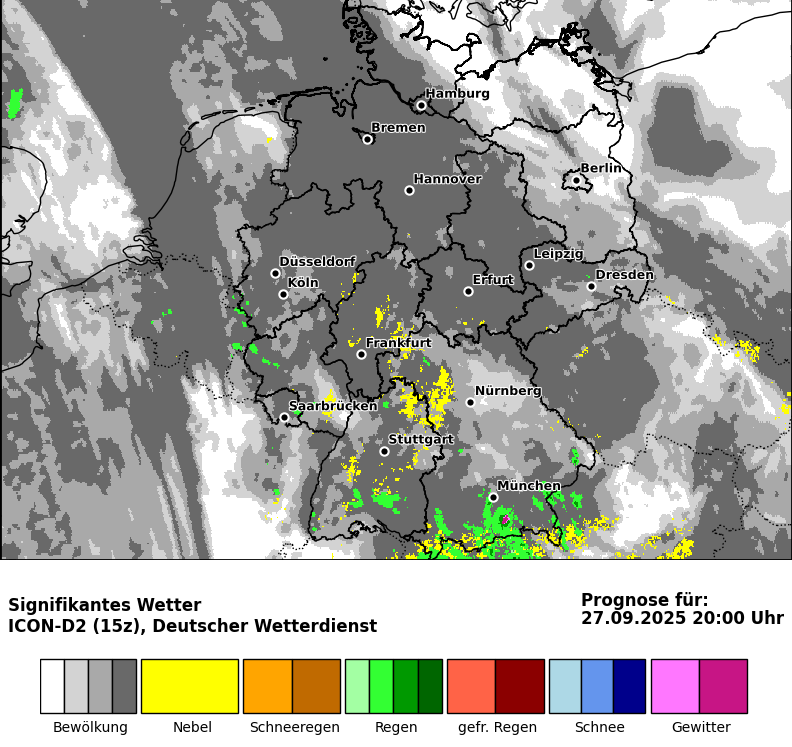 Hamburg
Bremen
Berlin
Hannover
Leipzig
Düsseldorf
Dresden
Köln
Erfurt
Frankfurt
Nürnberg
Saarbrücken
Stuttgart
München
Signifikantes Wetter
ICON-D2 (15z), Deutscher Wetterdienst
Prognose für:
27.09.2025 20:00 Uhr
Bewölkung Nebel Schneeregen Regen gefr. Regen Schnee Gewitter